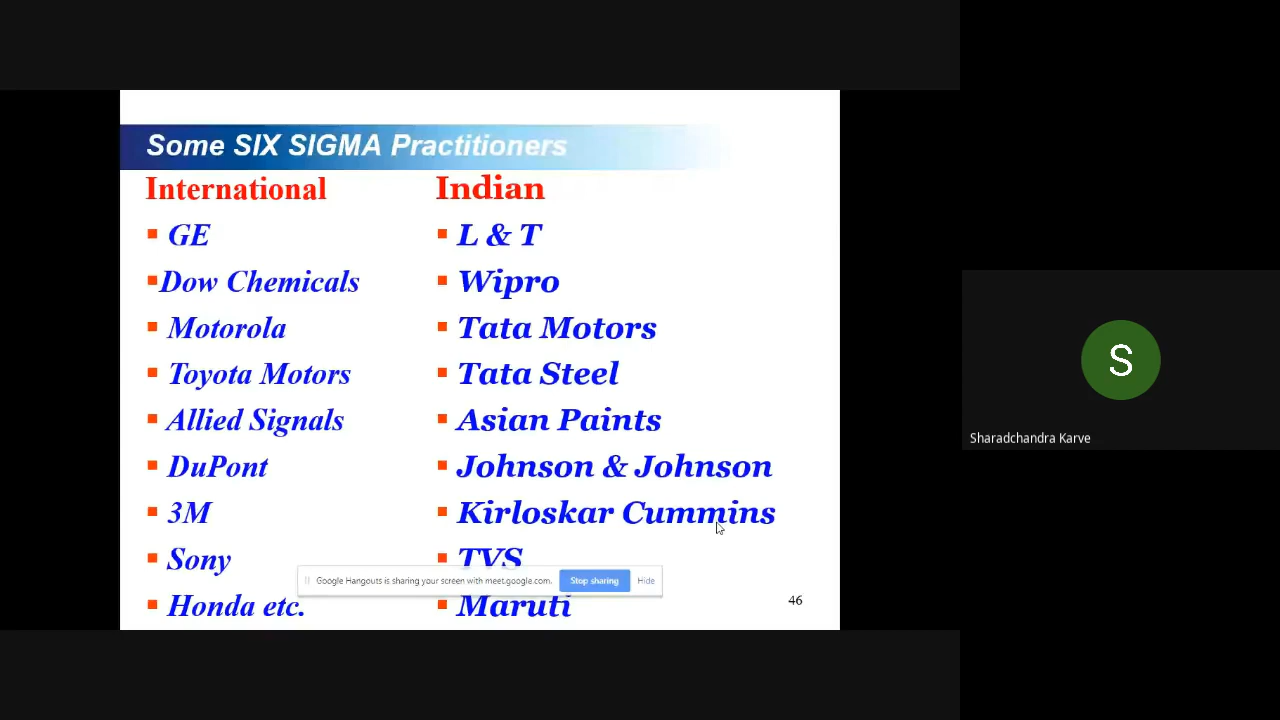 Some SIX SIGMA Practitioners
International
GE
Dow Chemicals
Motorola
Toyota Motors
Allied Signals
DuPont
3M
Sony
Honda etc.
Indian
L & T
Wipro
Tata Motors
Tata Steel
Asian Paints
Johnson & Johnson
Kirloskar Cummins
TVS
Maruti
Google Hangouts is sharing your screen with meet.google.com. Stop sharing Hide
46
S
Sharadchandra Karve